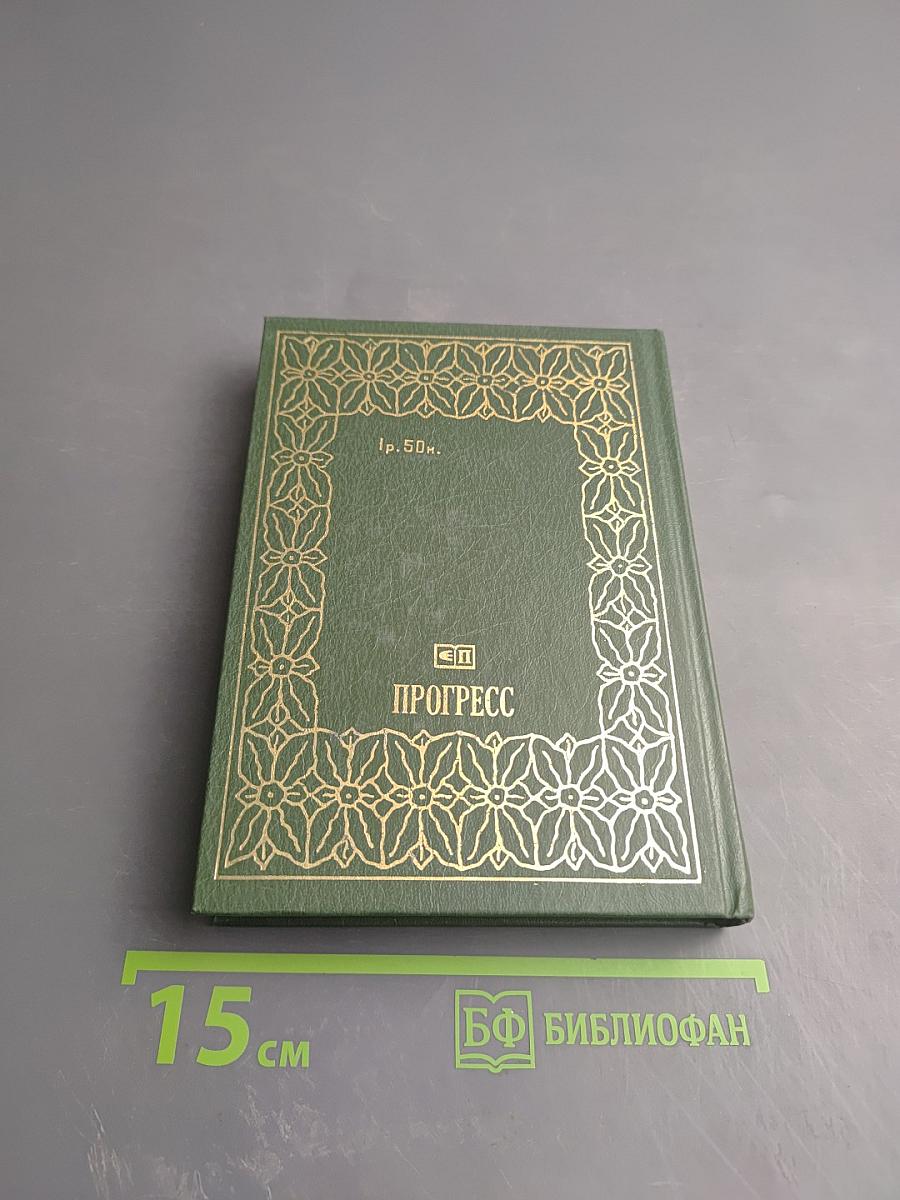 1р. 50к.
П
ПРОГРЕСС
15 см
БФ БИБЛИОФАН